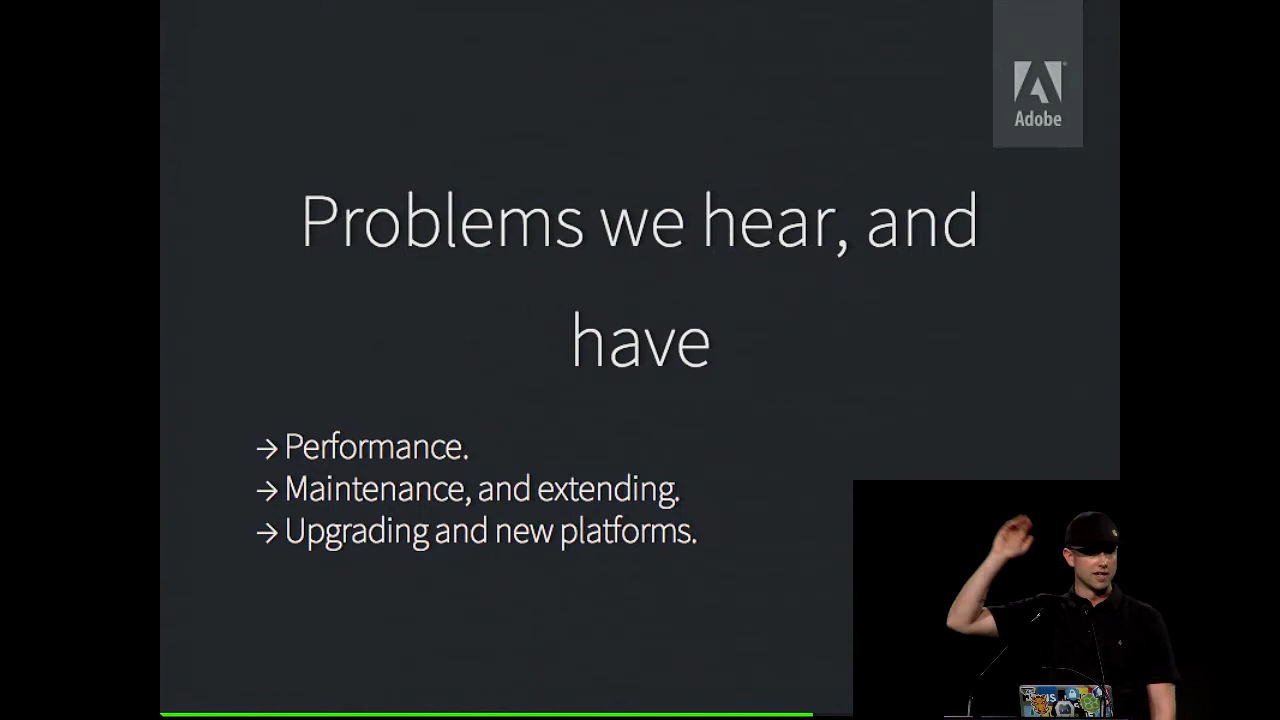 Adobe
Problems we hear, and
have
→ Performance.
→ Maintenance, and extending.
→ Upgrading and new platforms.